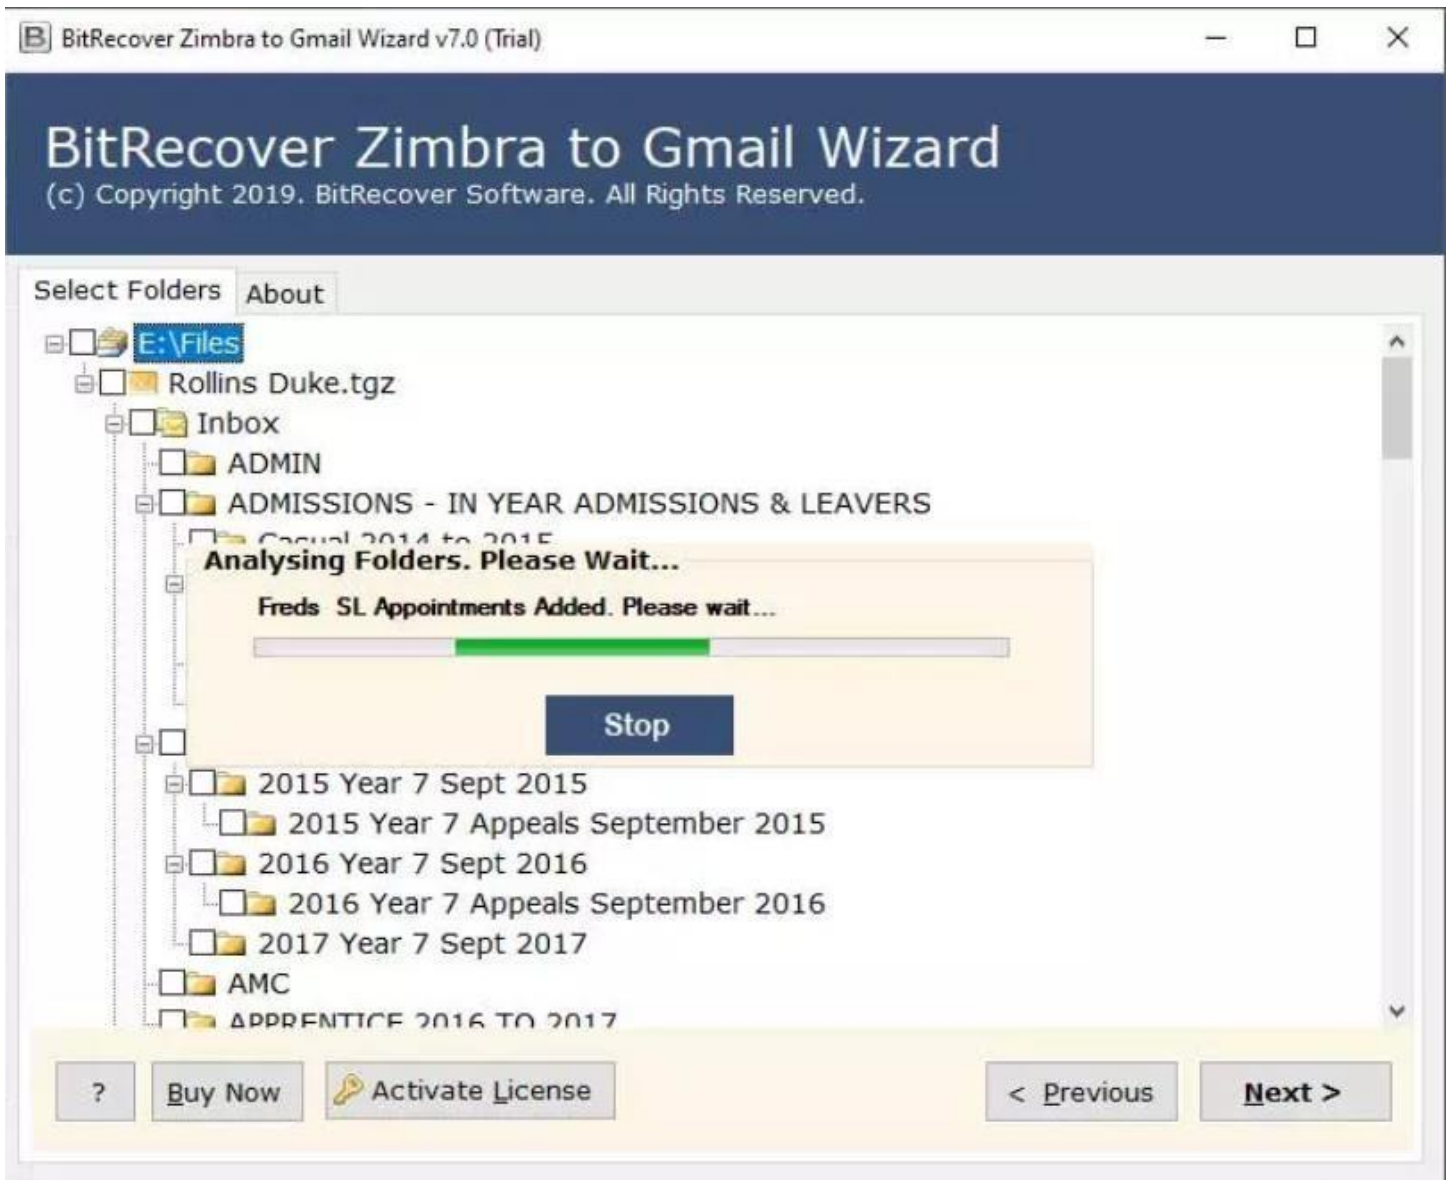 BitRecover Zimbra to Gmail Wizard v7.0 (Trial)
BitRecover Zimbra to Gmail Wizard
(c) Copyright 2019. BitRecover Software. All Rights Reserved.
Select Folders About
E:\Files
Rollins Duke.tgz
Inbox
ADMIN
ADMISSIONS - IN YEAR ADMISSIONS & LEAVERS
Casual 2014 to 2015
Analysing Folders. Please Wait...
Freds SL Appointments Added. Please wait...
Stop
2015 Year 7 Sept 2015
2015 Year 7 Appeals September 2015
2016 Year 7 Sept 2016
2016 Year 7 Appeals September 2016
2017 Year 7 Sept 2017
AMC
APPRENTICE 2016 TO 2017
? Buy Now Activate License < Previous Next >